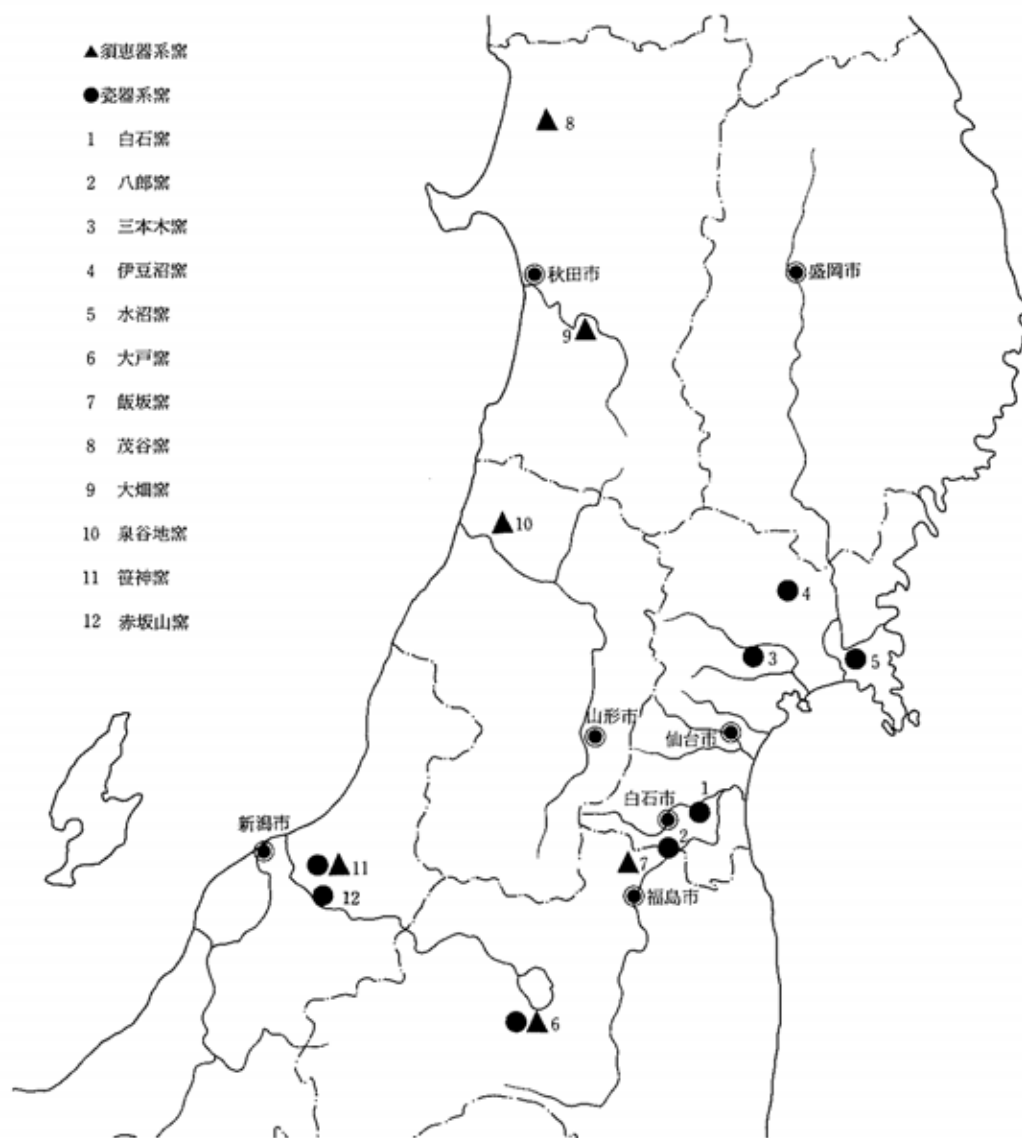 ▲須恵器系窯
●瓷器系窯
1 白石窯
2 八郎窯
3 三本木窯
4 伊豆沼窯
5 水沼窯
6 大戸窯
7 飯坂窯
8 茂谷窯
9 大畑窯
10 泉谷地窯
11 笹神窯
12 赤坂山窯
8
秋田市
盛岡市
9
10
4
3
5
山形市
仙台市
1
白石市
新潟市
2
11
7
12
福島市
6